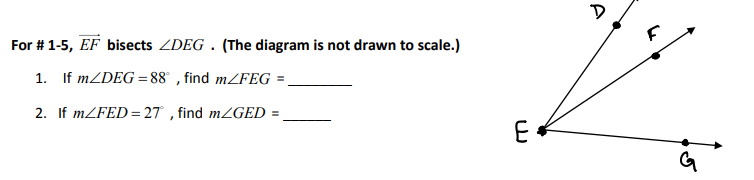 For # 1-5, EF bisects ∠DEG . (The diagram is not drawn to scale.)
1. If m∠DEG = 88° , find m∠FEG = ________
2. If m∠FED = 27° , find m∠GED = ______
D
F
E
G